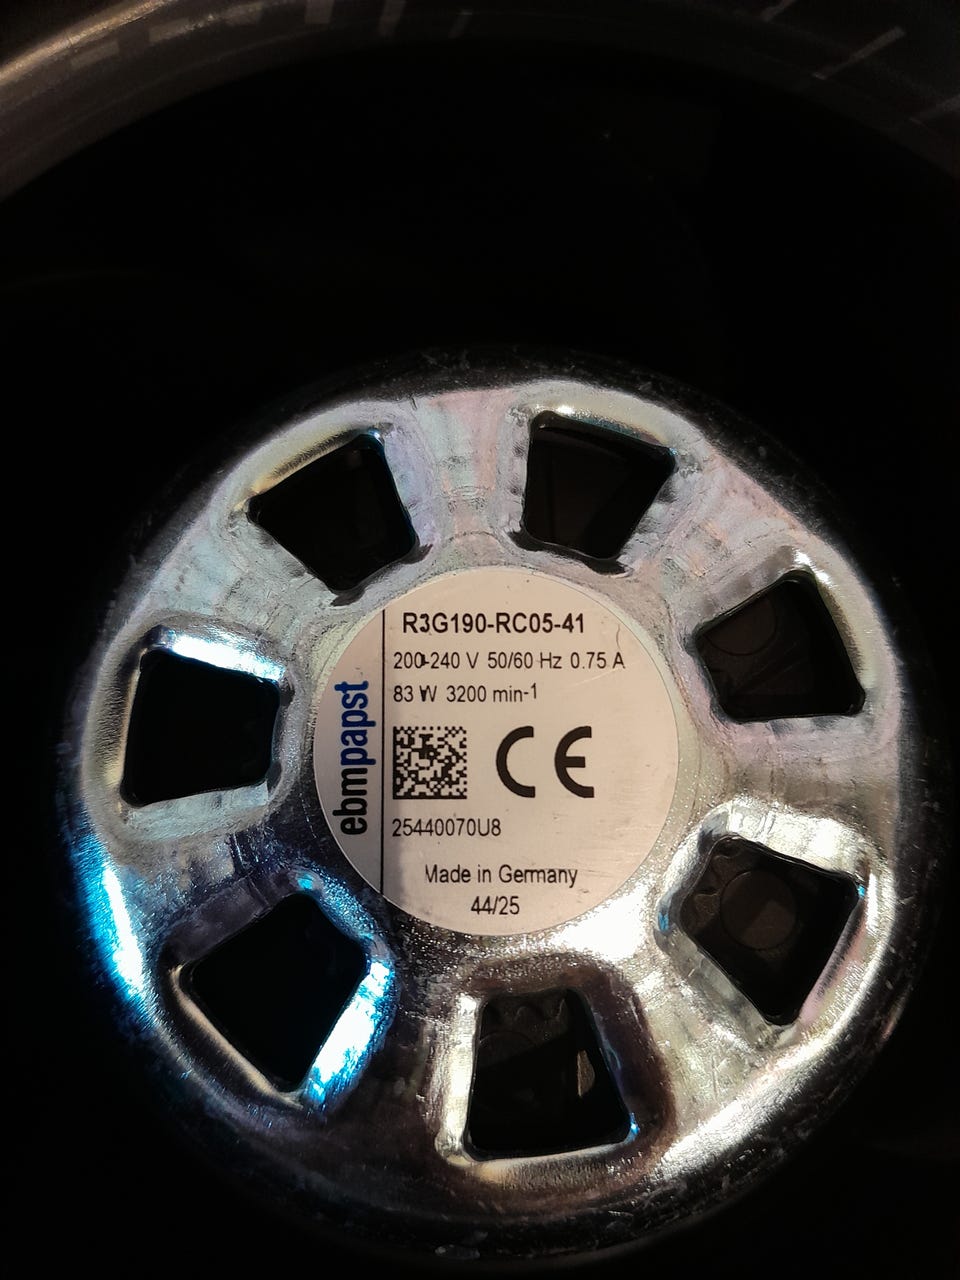 ebmpapst
R3G190-RC05-41
200-240 V 50/60 Hz 0.75 A
83 W 3200 min-1
CE
25440070U8
Made in Germany
44/25